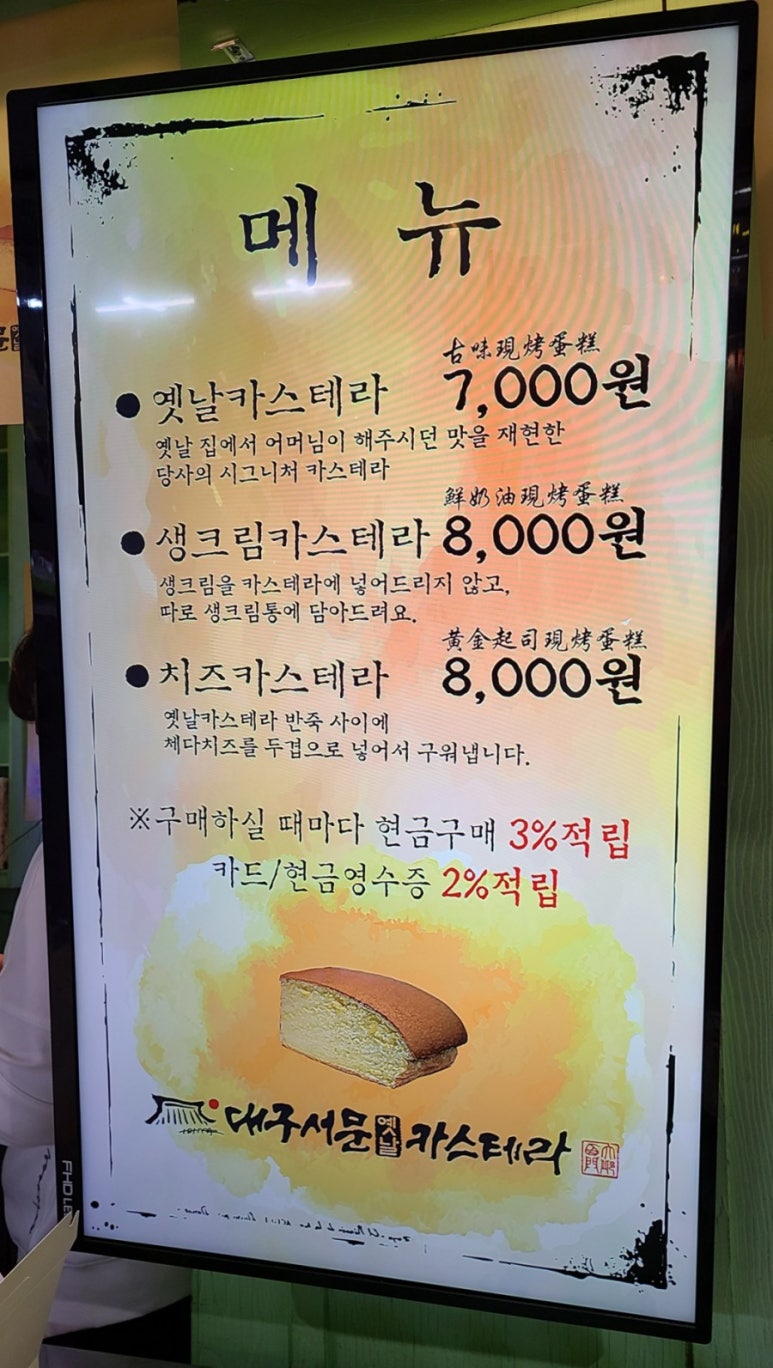 메 뉴
古味現烤蛋糕
● 옛날카스테라 7,000원
옛날 집에서 어머님이 해주시던 맛을 재현한
당사의 시그니처 카스테라
鮮奶油現烤蛋糕
● 생크림카스테라 8,000원
생크림을 카스테라에 넣어드리지 않고,
따로 생크림통에 담아드려요.
黃金起司現烤蛋糕
● 치즈카스테라 8,000원
옛날카스테라 반죽 사이에
체다치즈를 두겹으로 넣어서 구워냅니다.
※구매하실 때마다 현금구매 3%적립
카드/현금영수증 2%적립
대구서문옛날카스테라